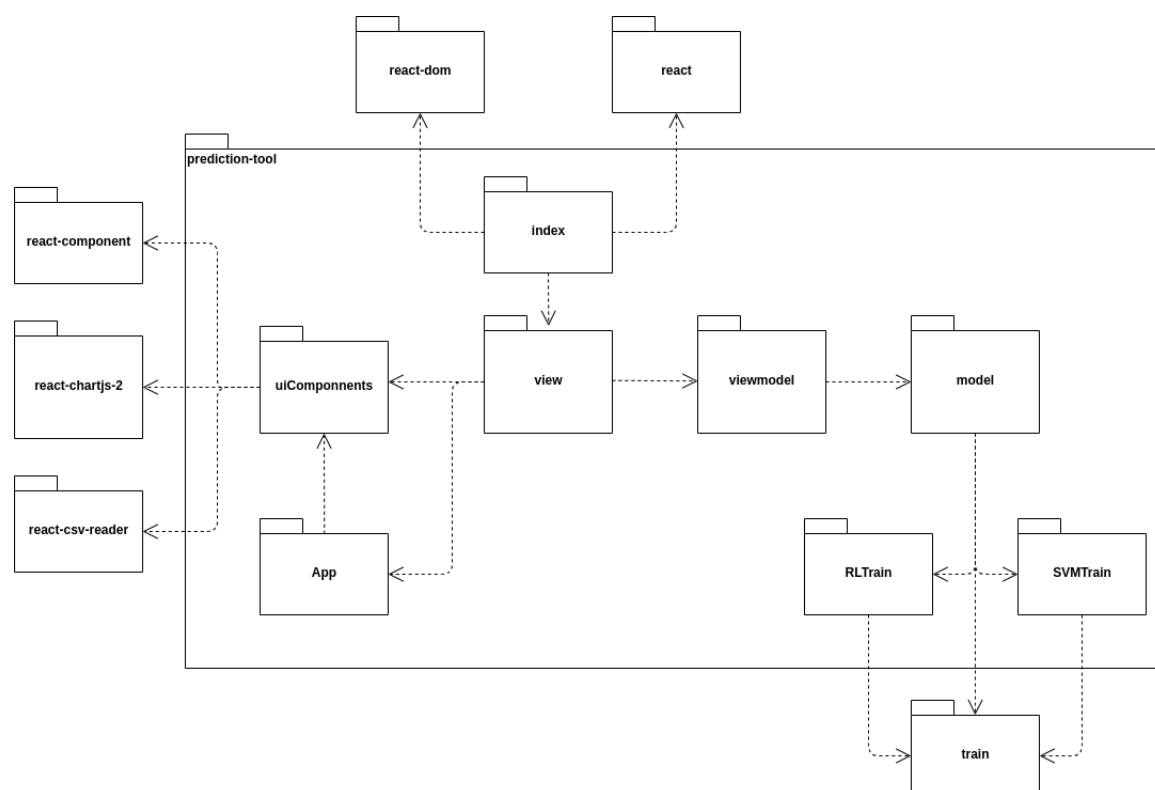 react-dom
react
prediction-tool
index
react-component
react-chartjs-2
uiComponnents
view
viewmodel
model
react-csv-reader
App
RLTrain
SVMTrain
train